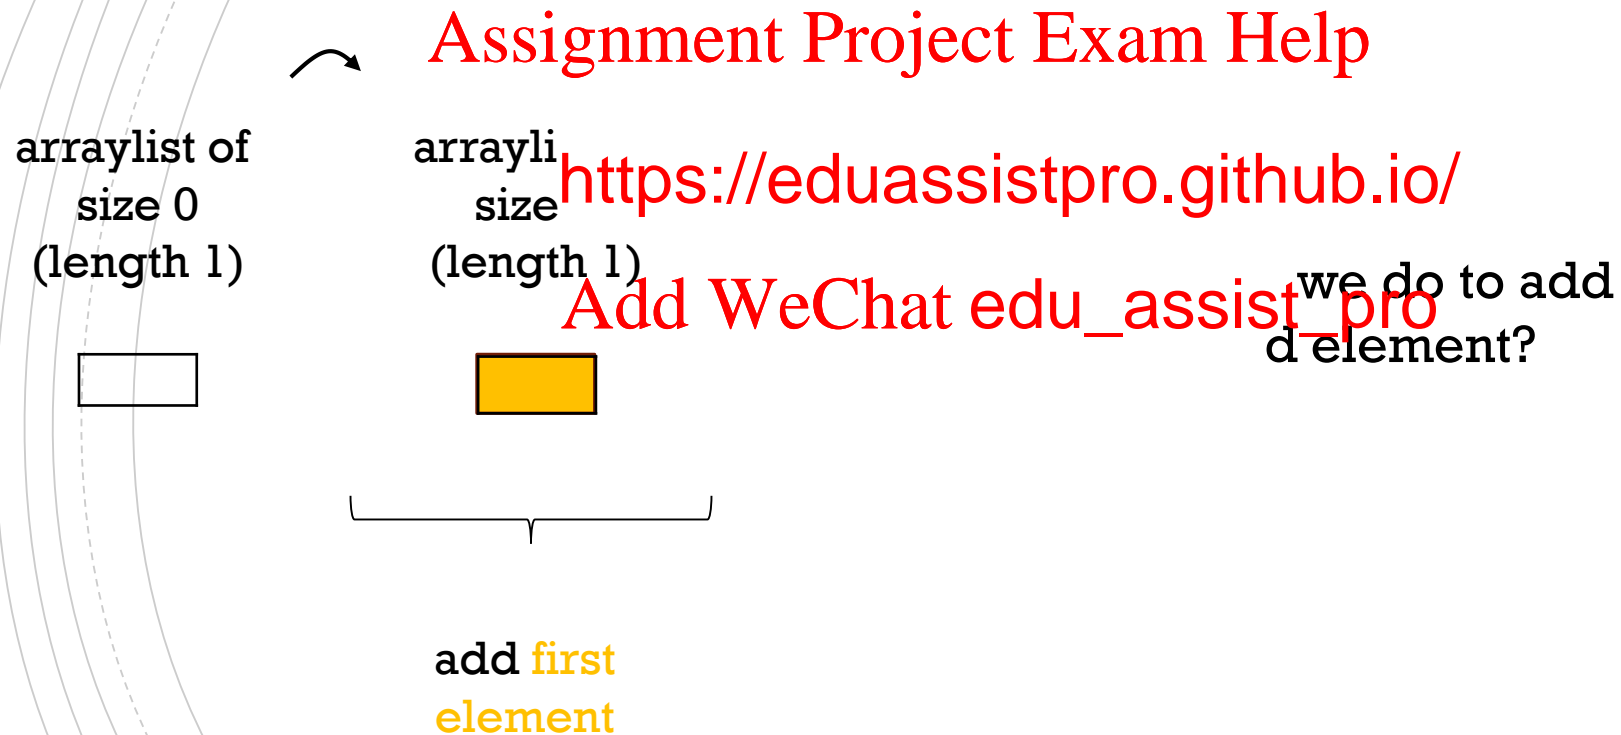 Assignment Project Exam Help
arraylist of
size 0
(length 1)
arrayli
size
(length 1)
https://eduassistpro.github.io/
Add WeChat edu_assist_pro
we do to add
d element?
add first
element